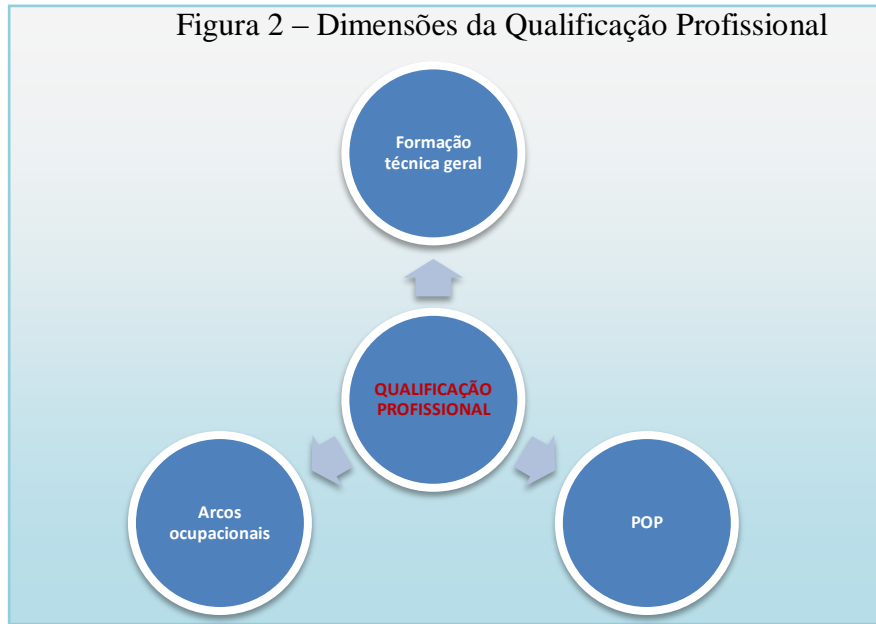 Figura 2 – Dimensões da Qualificação Profissional
Formação
técnica geral
QUALIFICAÇÃO
PROFISSIONAL
Arcos
ocupacionais
POP